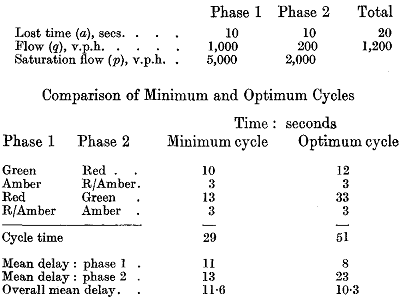 Phase 1 Phase 2 Total
Lost time (a), secs. . . . 10 10 20
Flow (q), v.p.h. . . . . 1,000 200 1,200
Saturation flow (p), v.p.h. . 5,000 2,000
Comparison of Minimum and Optimum Cycles
Time : seconds
Phase 1 Phase 2 Minimum cycle Optimum cycle
Green Red . . 10 12
Amber R/Amber. 3 3
Red Green . 13 33
R/Amber Amber . 3 3
Cycle time 29 51
Mean delay : phase 1 . 11 8
Mean delay : phase 2 . 13 23
Overall mean delay. . 11·6 10·3